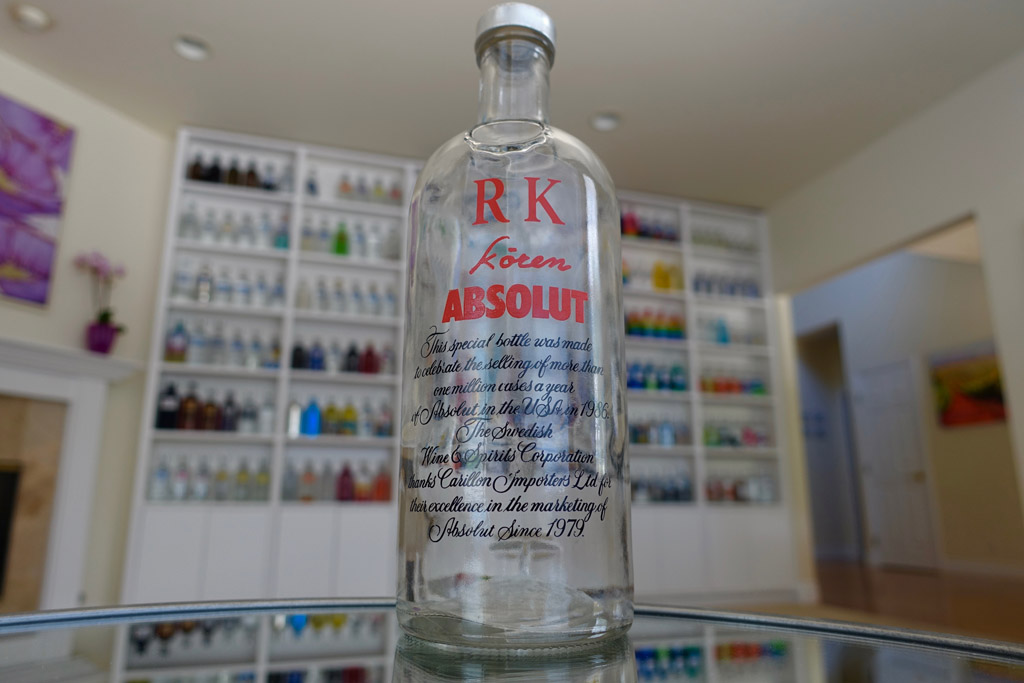 R K
kören
ABSOLUT
This special bottle was made
to celebrate the selling of more than
one million cases a year
of Absolut in the USA in 1986.
The Swedish
Wine & Spirits Corporation
thanks Carillon Importers Ltd for
their excellence in the marketing of
Absolut Since 1979.